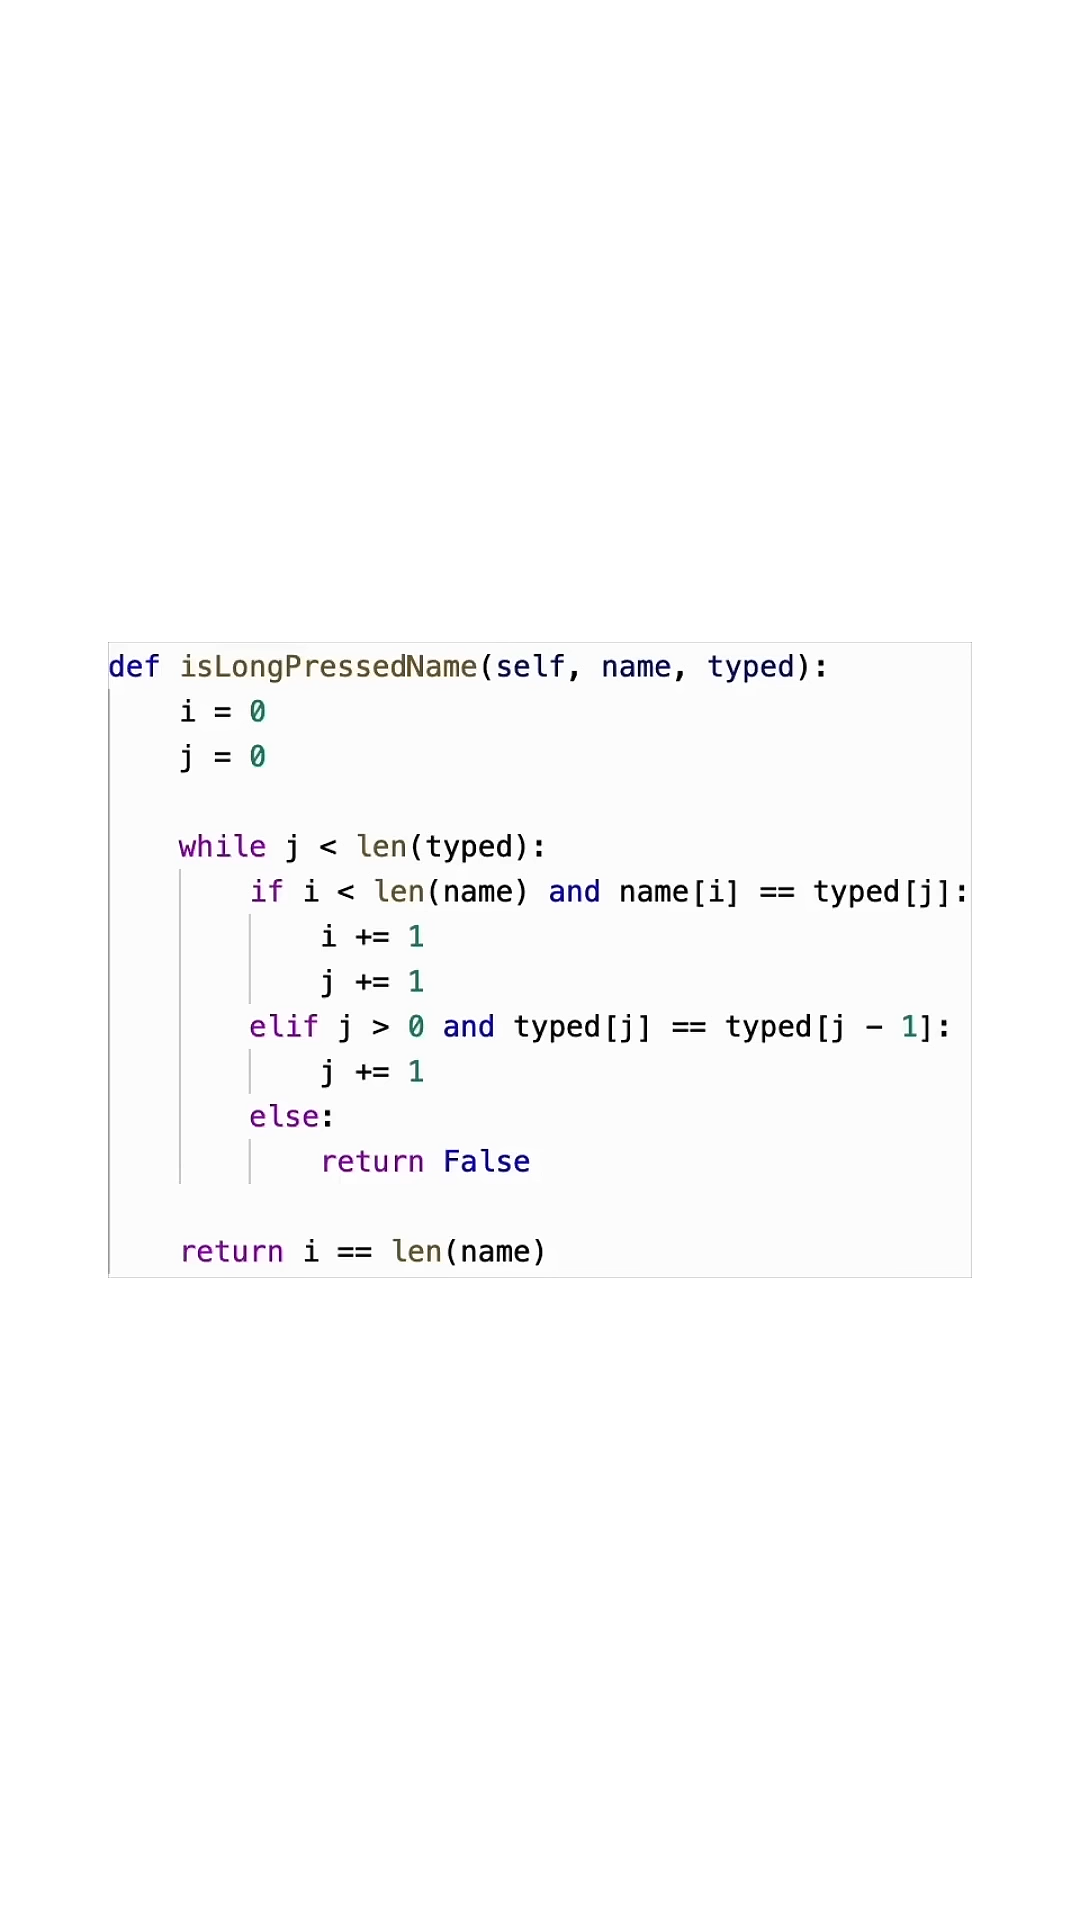 def isLongPressedName(self, name, typed):
    i = 0
    j = 0

    while j < len(typed):
        if i < len(name) and name[i] == typed[j]:
            i += 1
            j += 1
        elif j > 0 and typed[j] == typed[j - 1]:
            j += 1
        else:
            return False

    return i == len(name)